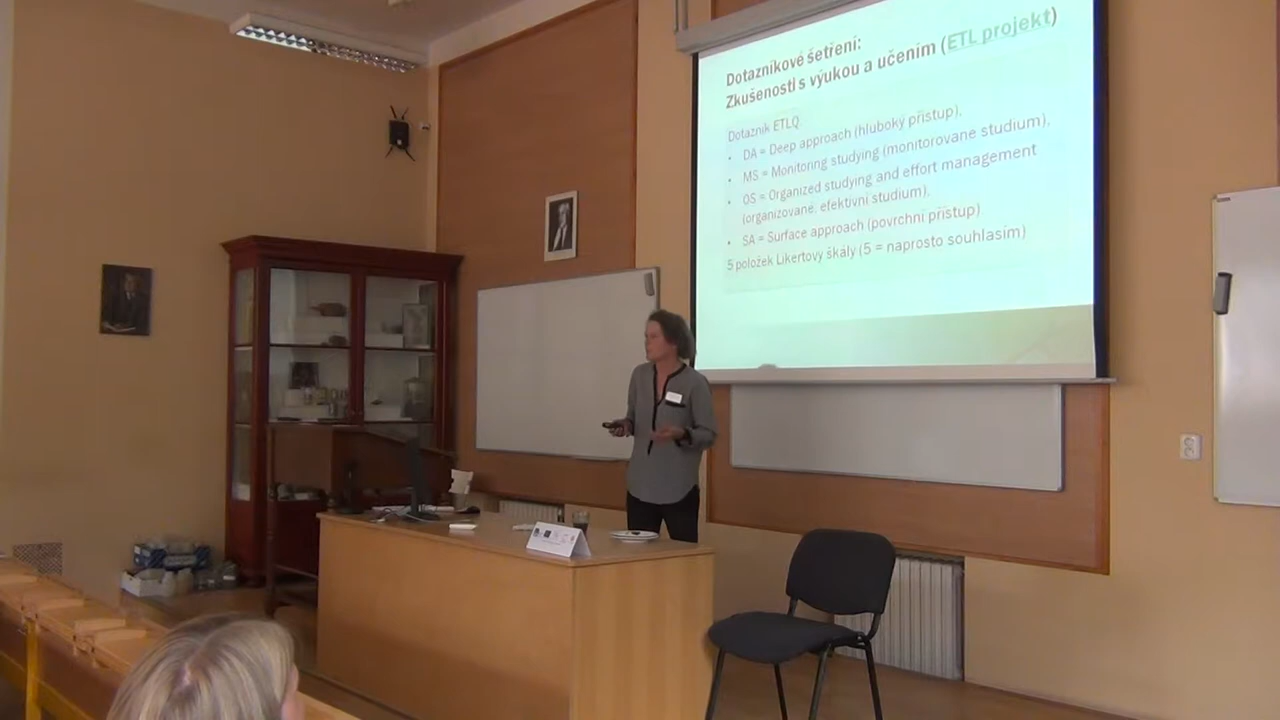 Dotazníkové šetření:
Zkušenosti s výukou a učením (ETL projekt)
Dotazník ETLQ
• DA = Deep approach (hluboký přístup),
• MS = Monitoring studying (monitorované studium),
• OS = Organized studying and effort management
(organizované, efektivní studium),
• SA = Surface approach (povrchní přístup)
5 položek Likertovy škály (5 = naprosto souhlasím)